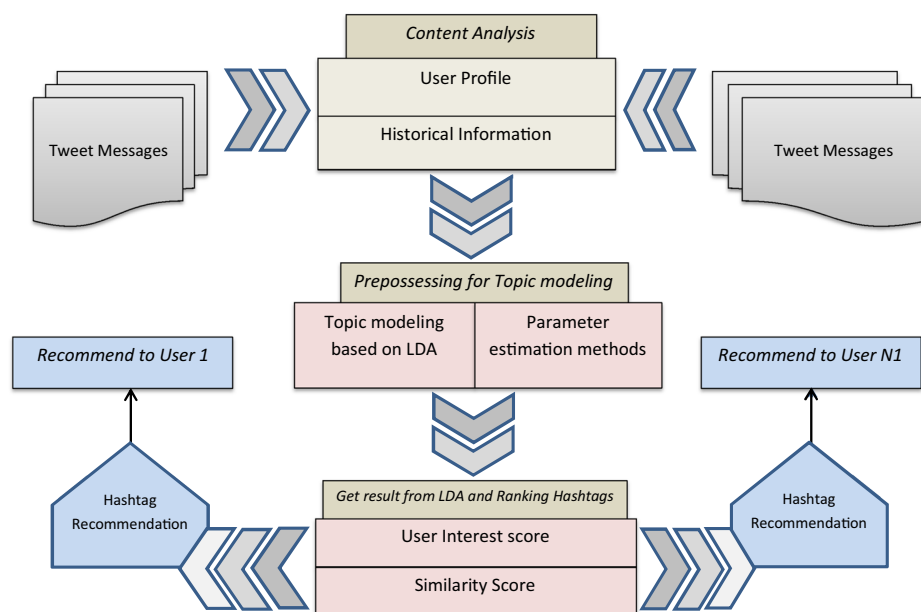 Content Analysis
User Profile
Historical Information
Tweet Messages
Tweet Messages
Prepossessing for Topic modeling
Topic modeling
based on LDA
Parameter
estimation methods
Recommend to User 1
Recommend to User N1
Hashtag
Recommendation
Get result from LDA and Ranking Hashtags
User Interest score
Similarity Score
Hashtag
Recommendation